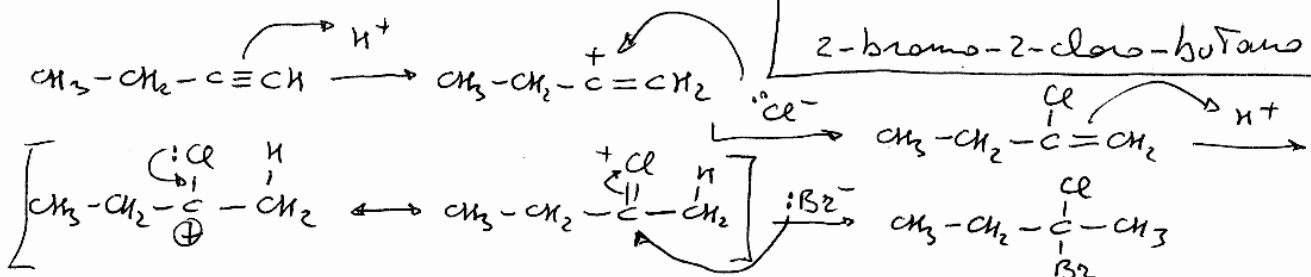 2-bromo-2-cloro-butano
CH3-CH2-C≡CH H+ → CH3-CH2-C+=CH2 :Cl- → CH3-CH2-C(Cl)=CH2 H+ →
[CH3-CH2-C⊕(:Cl)-CH2(H) ↔ CH3-CH2-C(=Cl+)-CH2(H)] :Br- → CH3-CH2-C(Cl)(Br)-CH3